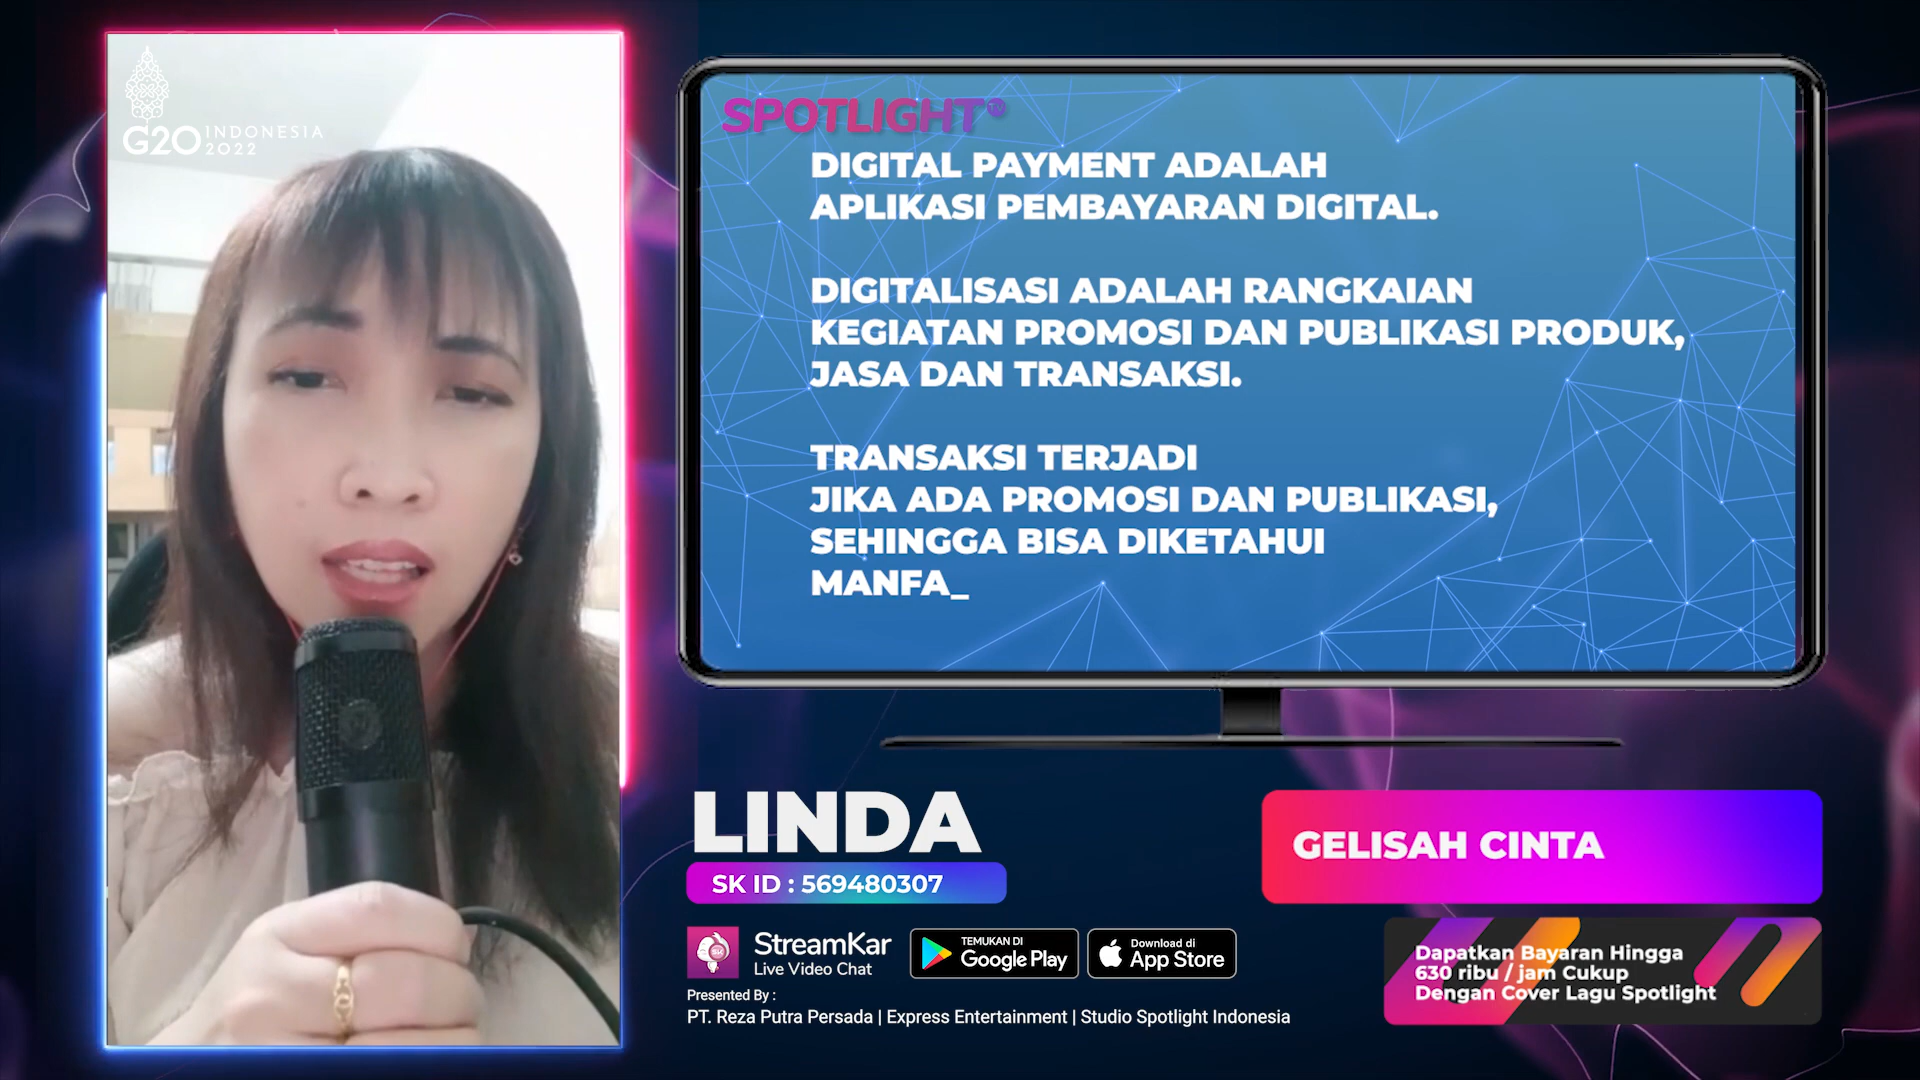 G20 INDONESIA
2022
SPOTLIGHT TV
DIGITAL PAYMENT ADALAH
APLIKASI PEMBAYARAN DIGITAL.
DIGITALISASI ADALAH RANGKAIAN
KEGIATAN PROMOSI DAN PUBLIKASI PRODUK,
JASA DAN TRANSAKSI.
TRANSAKSI TERJADI
JIKA ADA PROMOSI DAN PUBLIKASI,
SEHINGGA BISA DIKETAHUI
MANFA_
LINDA
SK ID : 569480307
GELISAH CINTA
SK
StreamKar
Live Video Chat
TEMUKAN DI
Google Play
Download di
App Store
Dapatkan Bayaran Hingga
630 ribu / jam Cukup
Dengan Cover Lagu Spotlight
Presented By :
PT. Reza Putra Persada | Express Entertainment | Studio Spotlight Indonesia